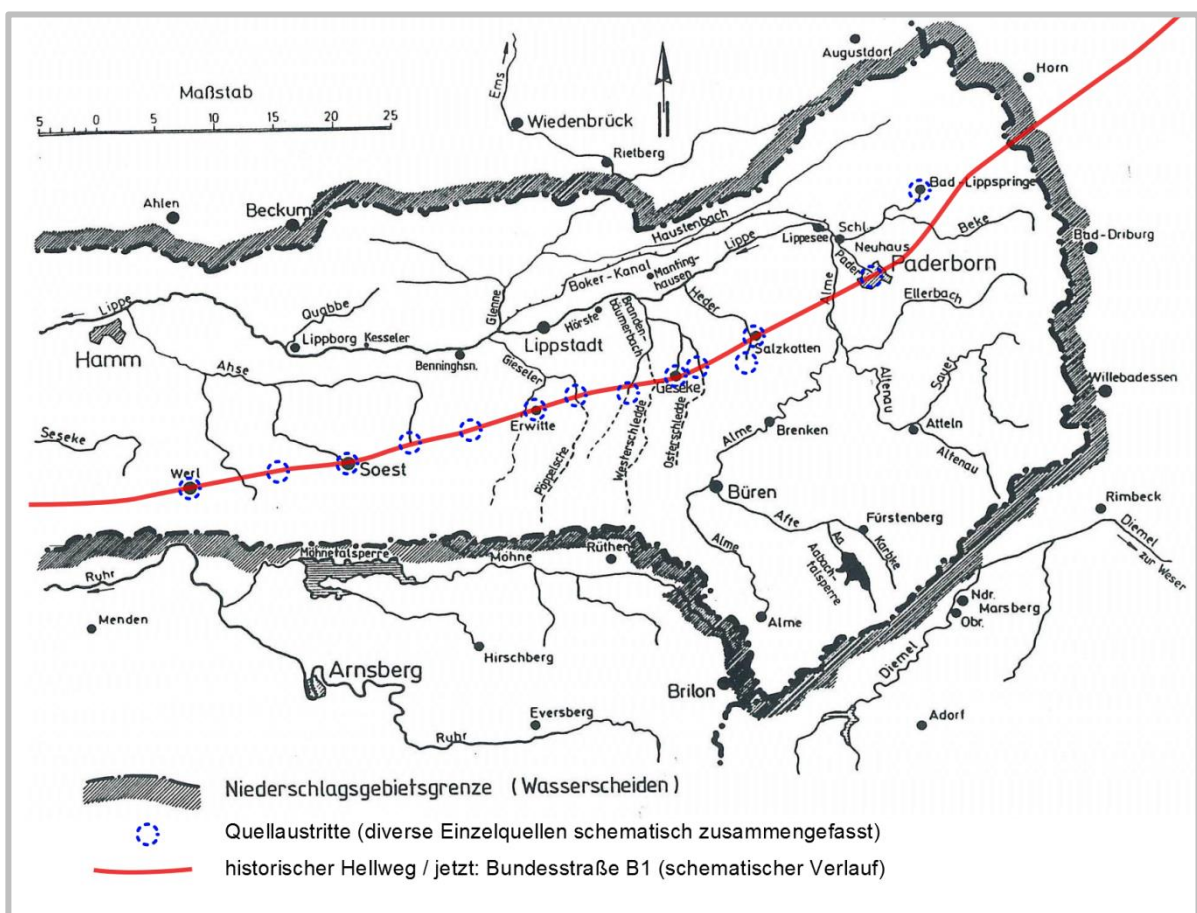 Augustdorf
Horn
Maßstab
5 0 5 10 15 20 25
Ems
Wiedenbrück
Rietberg
Bad-Lippspringe
Ahlen
Beckum
Haustenbach
Lippe
Lippesee
Schl.-
Neuhaus
Beke
Bad-Driburg
Pader
Paderborn
Boker-Kanal
Manting-
hausen
Glenne
Alme
Ellerbach
Lippe
Quabbe
Heder
Hamm
Lippborg
Kesseler
Lippstadt
Hörste
Branden-
bäumerbach
Salzkotten
Benninghsn.
Gieseler
Ahse
Geseke
Altenau
Sauer
Willebadessen
Seseke
Erwitte
Westerschledde
Osterschledde
Alme
Brenken
Atteln
Altenau
Werl
Soest
Pöppelsche
Büren
Afte
Fürstenberg
Rimbeck
Diemel
zur Weser
Ruhr
Möhnetalsperre
Möhne
Rüthen
Alme
Aa
Aabach-
talsperre
Karbke
Ndr.
Marsberg
Obr.
Menden
Hirschberg
Alme
Diemel
Arnsberg
Brilon
Eversberg
Adorf
Ruhr
Niederschlagsgebietsgrenze (Wasserscheiden)
Quellaustritte (diverse Einzelquellen schematisch zusammengefasst)
historischer Hellweg / jetzt: Bundesstraße B1 (schematischer Verlauf)